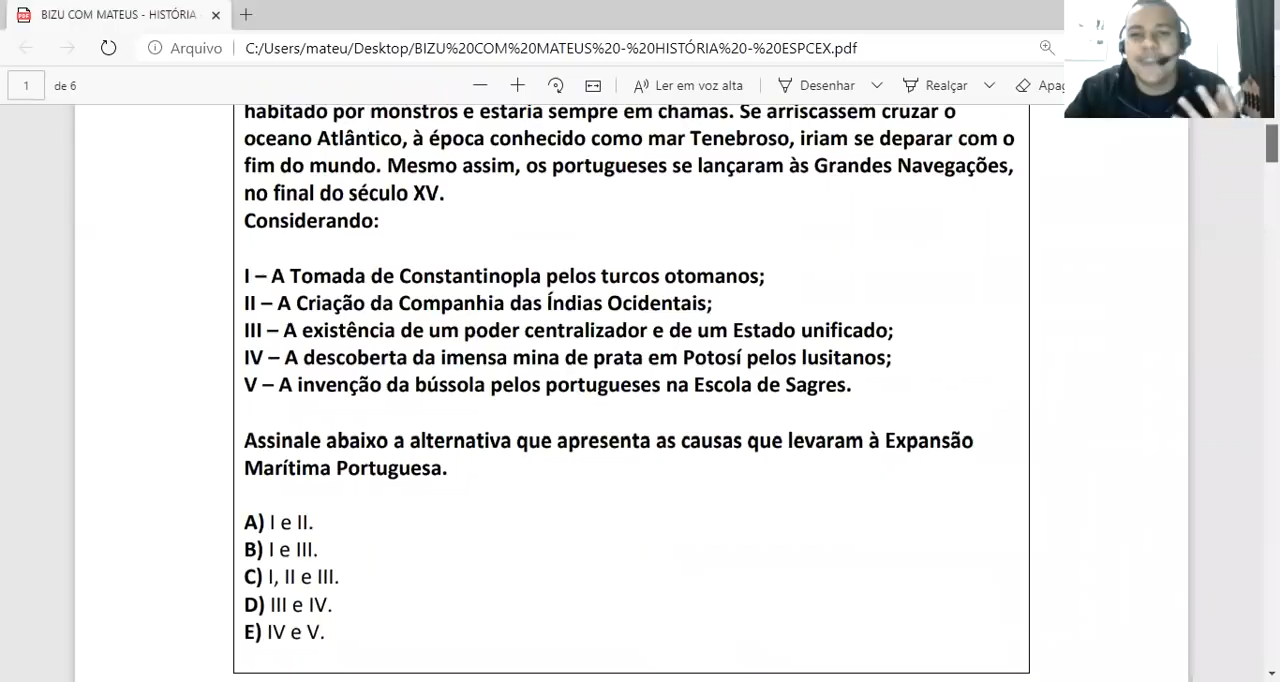 BIZU COM MATEUS - HISTÓRIA
Arquivo C:/Users/mateu/Desktop/BIZU%20COM%20MATEUS%20-%20HISTÓRIA%20-%20ESPCEX.pdf
1 de 6 Ler em voz alta Desenhar Realçar Apag
habitado por monstros e estaria sempre em chamas. Se arriscassem cruzar o
oceano Atlântico, à época conhecido como mar Tenebroso, iriam se deparar com o
fim do mundo. Mesmo assim, os portugueses se lançaram às Grandes Navegações,
no final do século XV.
Considerando:
I – A Tomada de Constantinopla pelos turcos otomanos;
II – A Criação da Companhia das Índias Ocidentais;
III – A existência de um poder centralizador e de um Estado unificado;
IV – A descoberta da imensa mina de prata em Potosí pelos lusitanos;
V – A invenção da bússola pelos portugueses na Escola de Sagres.
Assinale abaixo a alternativa que apresenta as causas que levaram à Expansão
Marítima Portuguesa.
A) I e II.
B) I e III.
C) I, II e III.
D) III e IV.
E) IV e V.